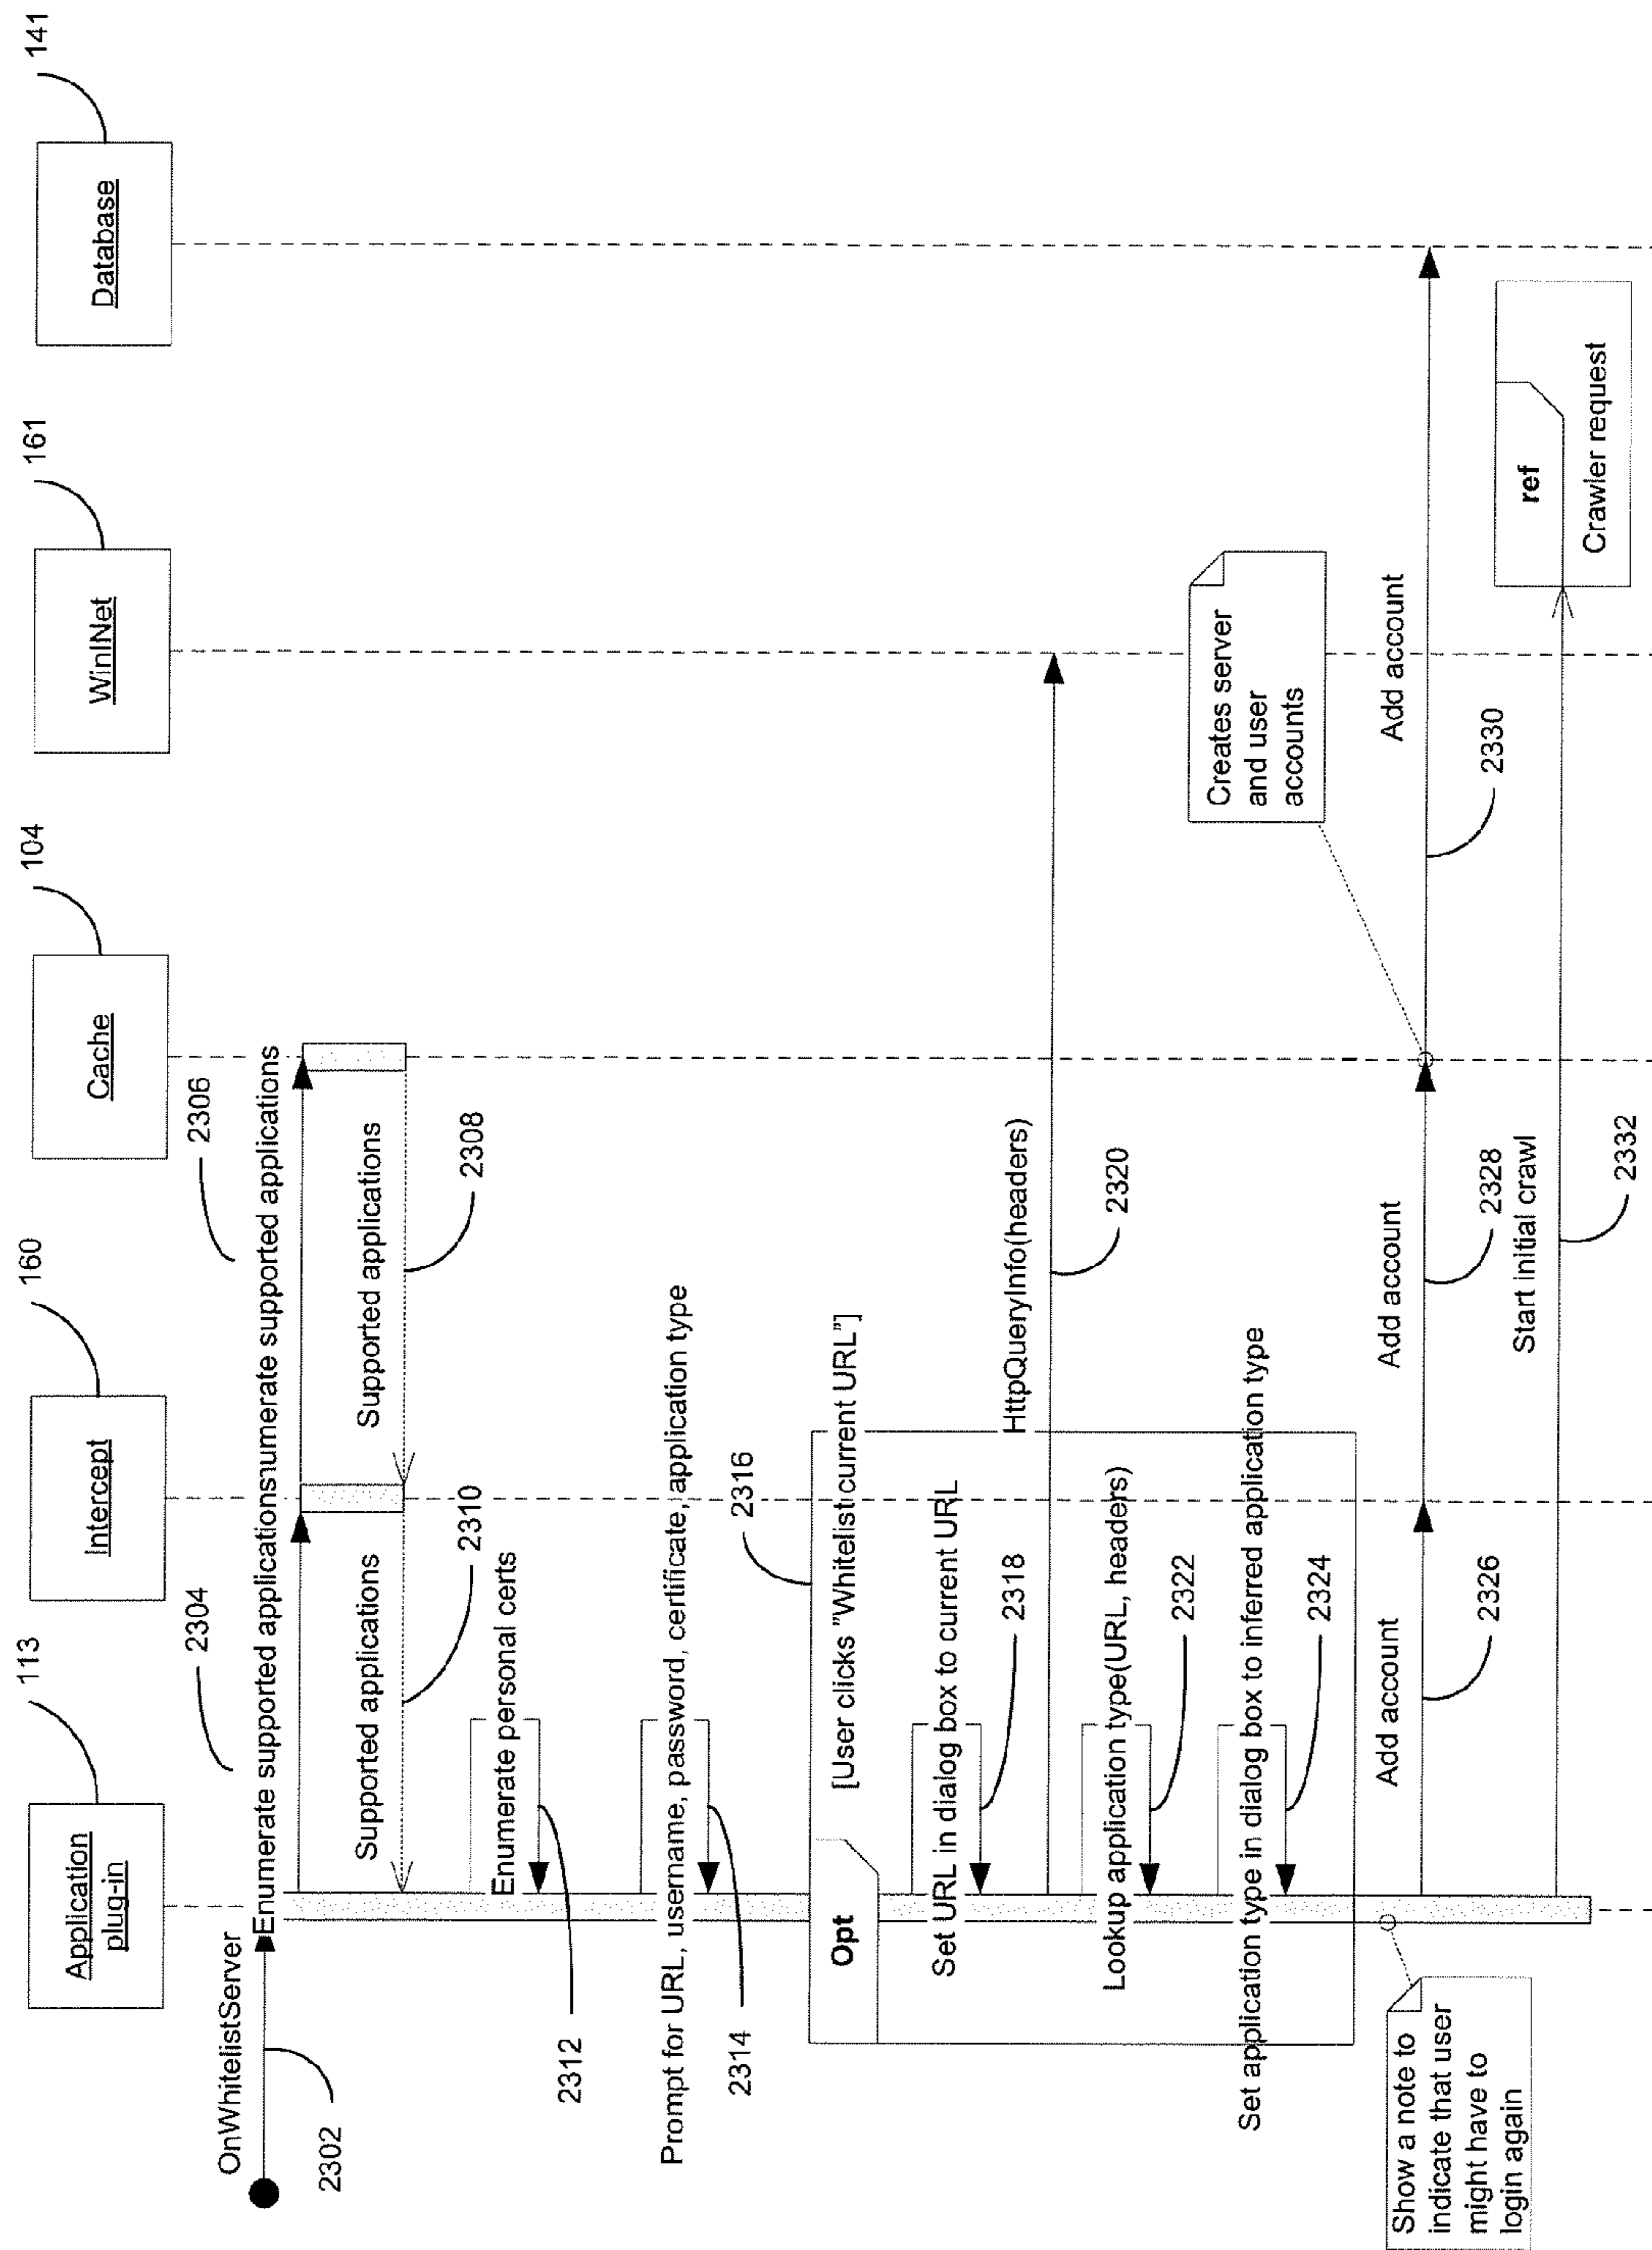 113
160
104
161
141
Application
plug-in
Intercept
Cache
WinINet
Database
OnWhitelistServer
2302
2304
2306
Enumerate supported applicationsnumerate supported applications
Supported applications
Supported applications
2308
2310
Enumerate personal certs
2312
Prompt for URL, username, password, certificate, application type
2314
2316
Opt
[User clicks "Whitelist current URL"]
Set URL in dialog box to current URL
2318
HttpQueryInfo(headers)
2320
Lookup application type(URL, headers)
2322
Set application type in dialog box to inferred application type
2324
Creates server
and user
accounts
Show a note to
indicate that user
might have to
login again
Add account
Add account
Add account
2326
2328
2330
Start initial crawl
2332
ref
Crawler request